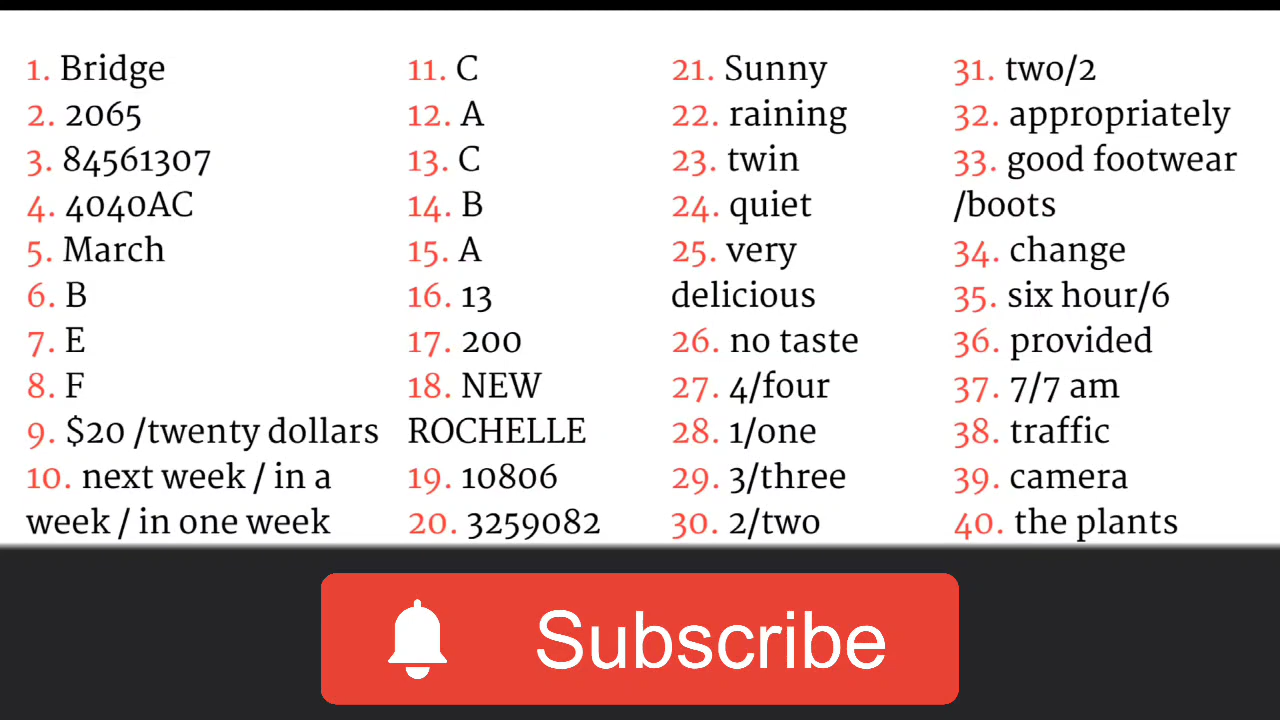 1. Bridge
2. 2065
3. 84561307
4. 4040AC
5. March
6. B
7. E
8. F
9. $20 /twenty dollars
10. next week / in a
week / in one week
11. C
12. A
13. C
14. B
15. A
16. 13
17. 200
18. NEW
ROCHELLE
19. 10806
20. 3259082
21. Sunny
22. raining
23. twin
24. quiet
25. very
delicious
26. no taste
27. 4/four
28. 1/one
29. 3/three
30. 2/two
31. two/2
32. appropriately
33. good footwear
/boots
34. change
35. six hour/6
36. provided
37. 7/7 am
38. traffic
39. camera
40. the plants
Subscribe